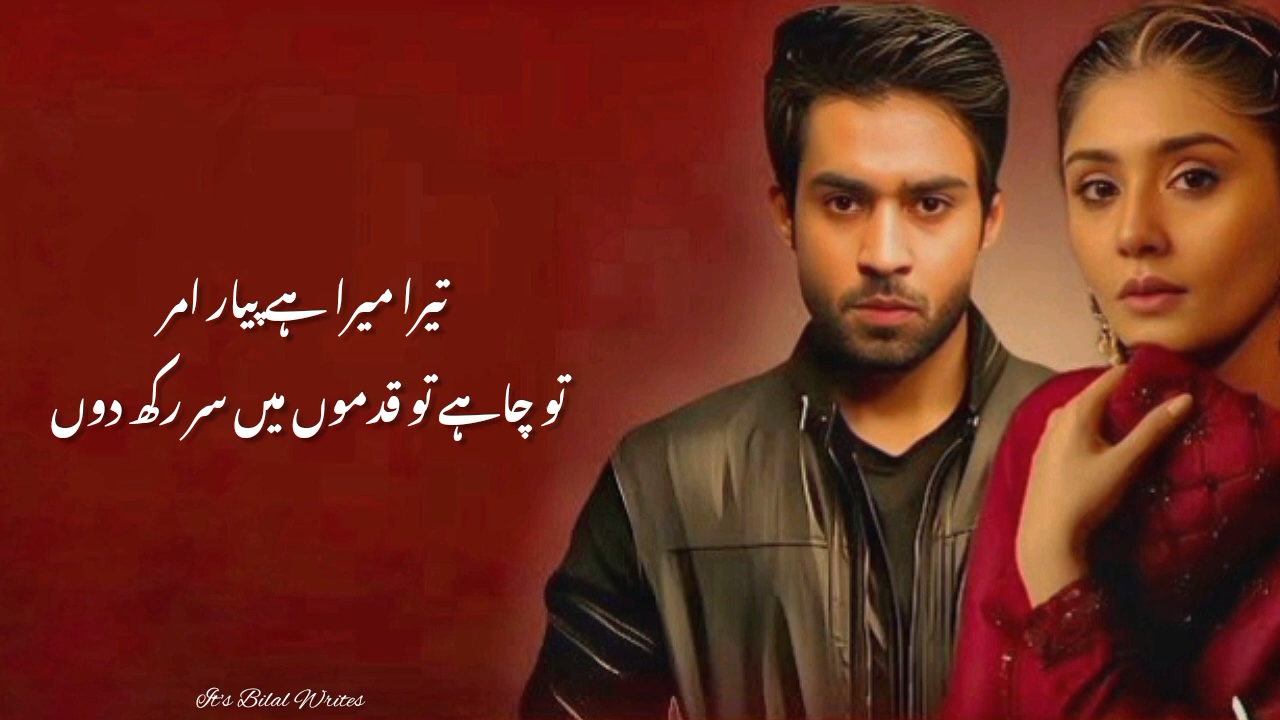 تیرا میرا ہے پیار امر
تو چاہے تو قدموں میں سر رکھ دوں
It's Bilal Writes